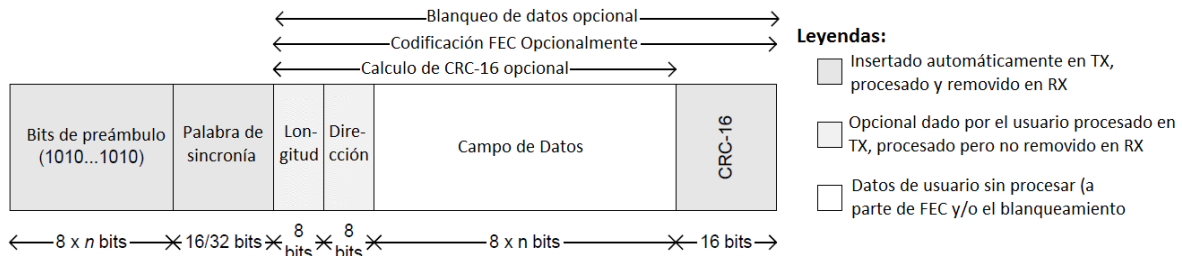 Blanqueo de datos opcional
Codificación FEC Opcionalmente
Calculo de CRC-16 opcional
Bits de preámbulo
(1010...1010)
Palabra de
sincronía
Lon-
gitud
Dire-
cción
Campo de Datos
CRC-16
8 x n bits
16/32 bits
8
bits
8
bits
8 x n bits
16 bits
Leyendas:
Insertado automáticamente en TX,
procesado y removido en RX
Opcional dado por el usuario procesado en
TX, procesado pero no removido en RX
Datos de usuario sin procesar (a
parte de FEC y/o el blanqueamiento